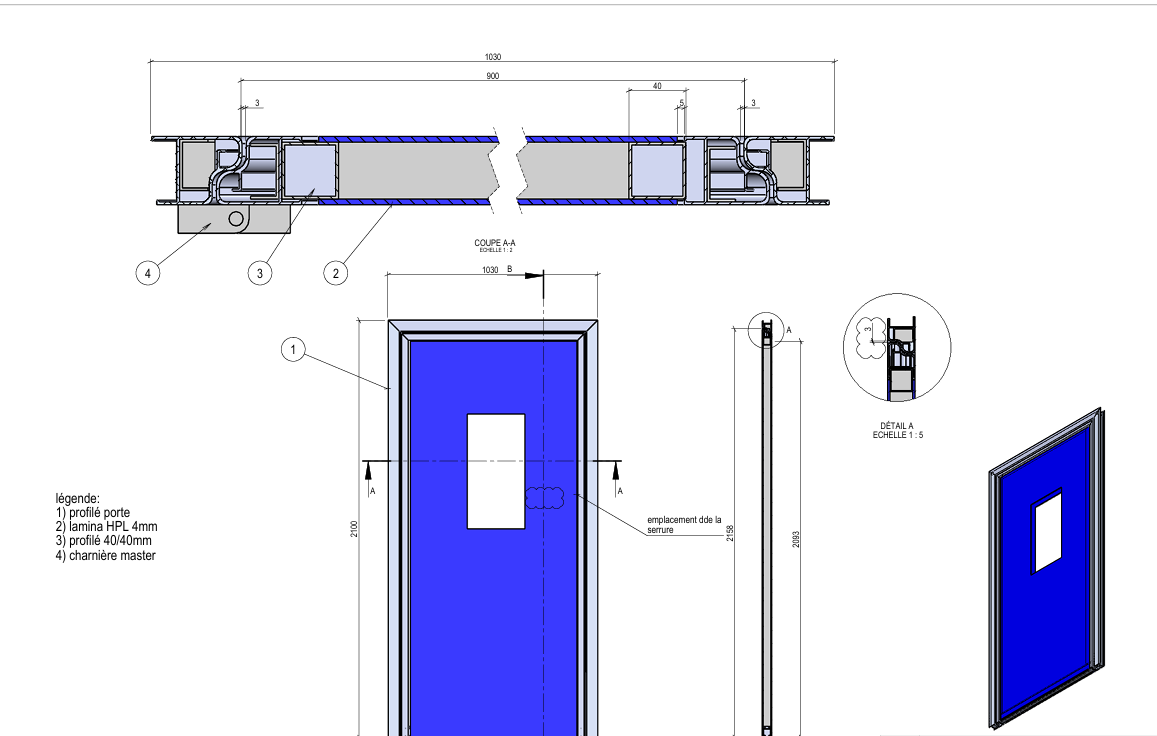 1030
900
40
3
5
3
COUPE A-A
ECHELLE 1 : 2
4
3
2
1030
B
1
A
3
DÉTAIL A
ECHELLE 1 : 5
A
A
légende:
1) profilé porte
2) lamina HPL 4mm
3) profilé 40/40mm
4) charnière master
emplacement dde la
serrure
2100
2158
2093